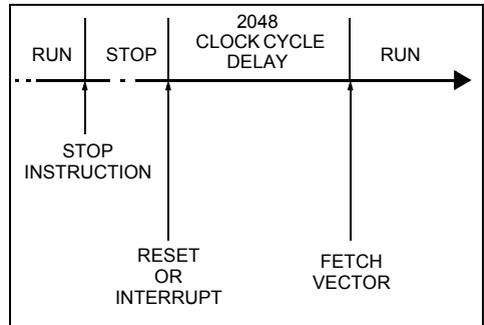 2048
CLOCK CYCLE
DELAY
RUN
STOP
RUN
STOP
INSTRUCTION
RESET
OR
INTERRUPT
FETCH
VECTOR